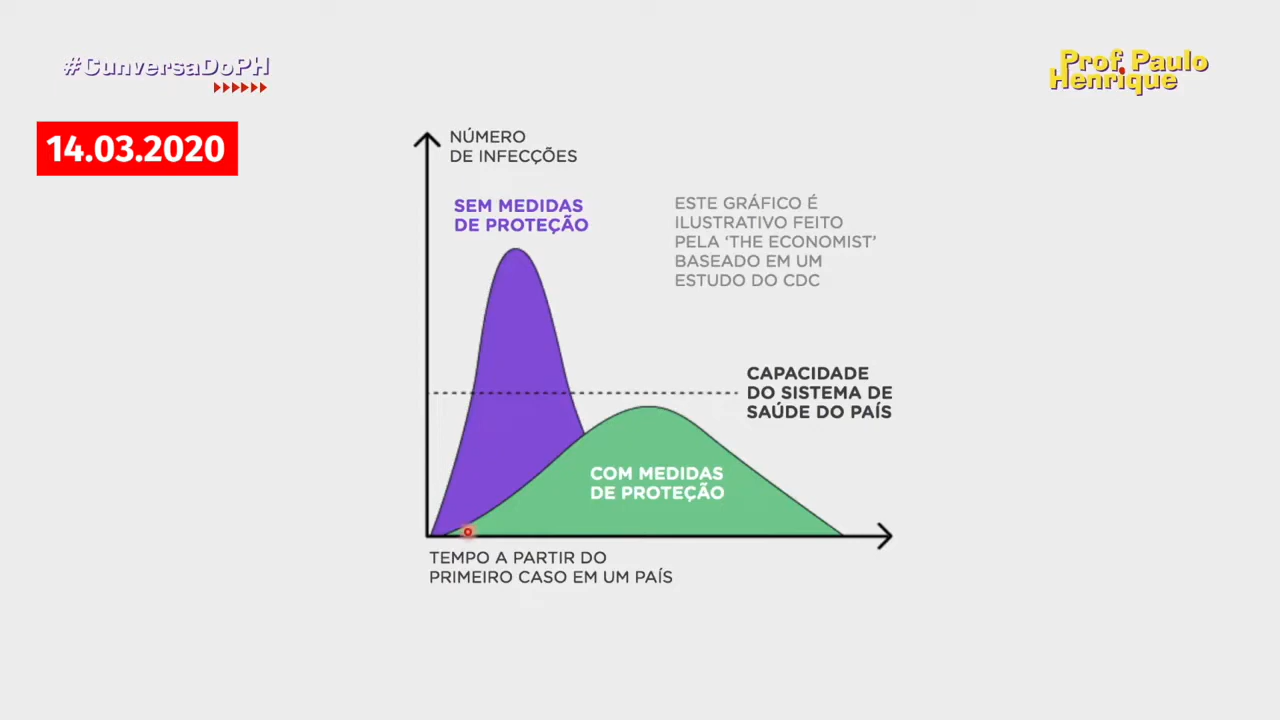 #CunversaDoPH
Prof. Paulo
Henrique
14.03.2020
NÚMERO
DE INFECÇÕES
SEM MEDIDAS
DE PROTEÇÃO
ESTE GRÁFICO É
ILUSTRATIVO FEITO
PELA ‘THE ECONOMIST’
BASEADO EM UM
ESTUDO DO CDC
CAPACIDADE
DO SISTEMA DE
SAÚDE DO PAÍS
COM MEDIDAS
DE PROTEÇÃO
TEMPO A PARTIR DO
PRIMEIRO CASO EM UM PAÍS